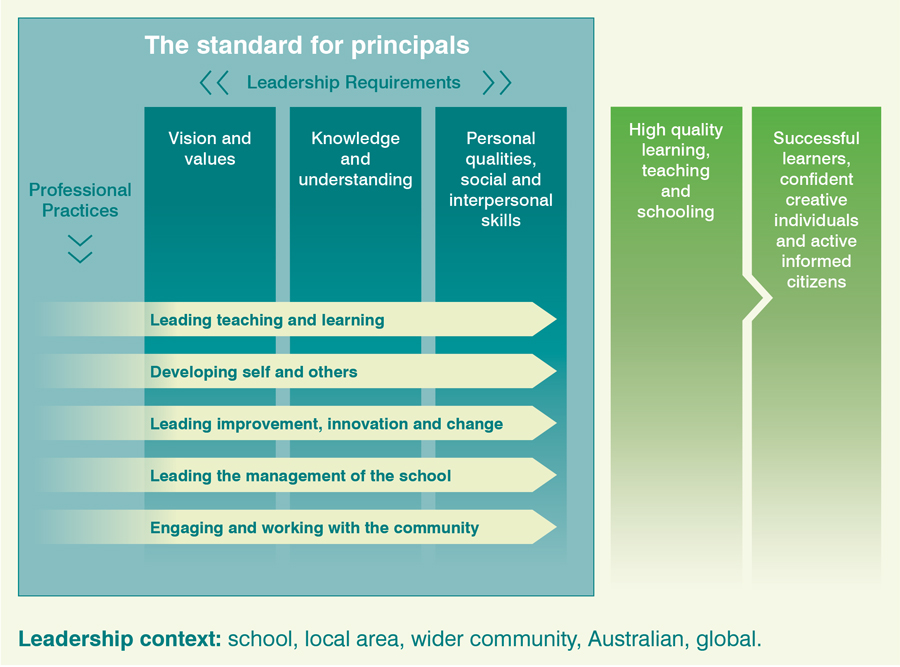 The standard for principals
Leadership Requirements
Professional
Practices
Vision and
values
Knowledge
and
understanding
Personal
qualities,
social and
interpersonal
skills
Leading teaching and learning
Developing self and others
Leading improvement, innovation and change
Leading the management of the school
Engaging and working with the community
High quality
learning,
teaching
and
schooling
Successful
learners,
confident
creative
individuals
and active
informed
citizens
Leadership context: school, local area, wider community, Australian, global.